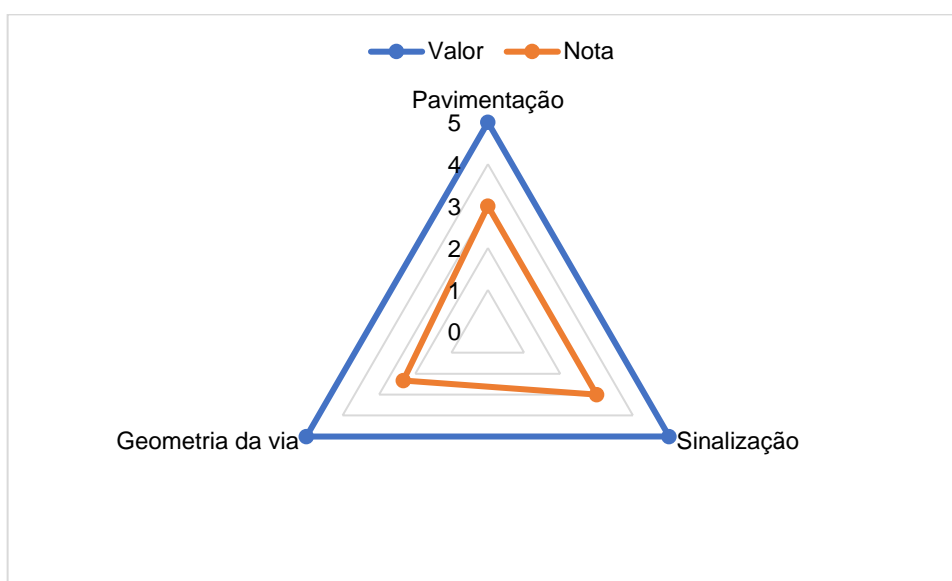 Valor Nota
Pavimentação
5
4
3
2
1
0
Geometria da via
Sinalização